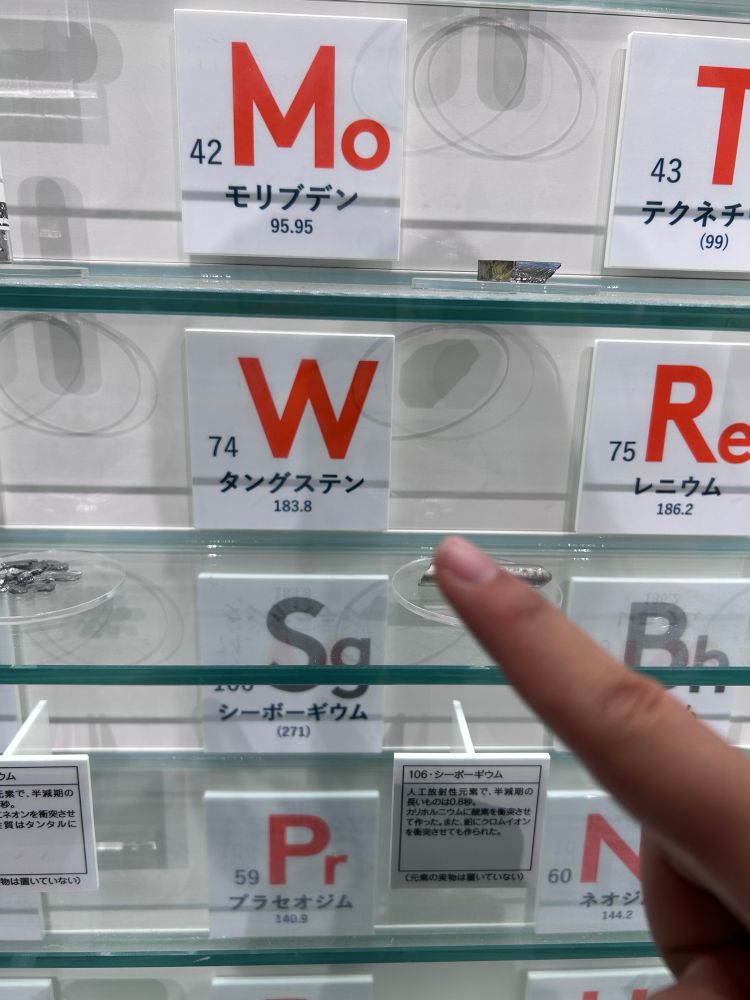 42 Mo
モリブデン
95.95
43 T
テクネチ
(99)
74 W
タングステン
183.8
75 Re
レニウム
186.2
Sg
シーボーギウム
(271)
Bh
ウム
元素で、半減期の
秒。
ネオンを衝突させ
質はタンタルに
物は置いていない)
106・シーボーギウム
人工放射性元素で、半減期の
長いものは0.8秒。
カリホルニウムに酸素を衝突させ
て作った。また、鉛にクロムイオン
を衝突させても作られた。
(元素の実物は置いていない)
59 Pr
プラセオジム
140.9
60 N
ネオジ
144.2